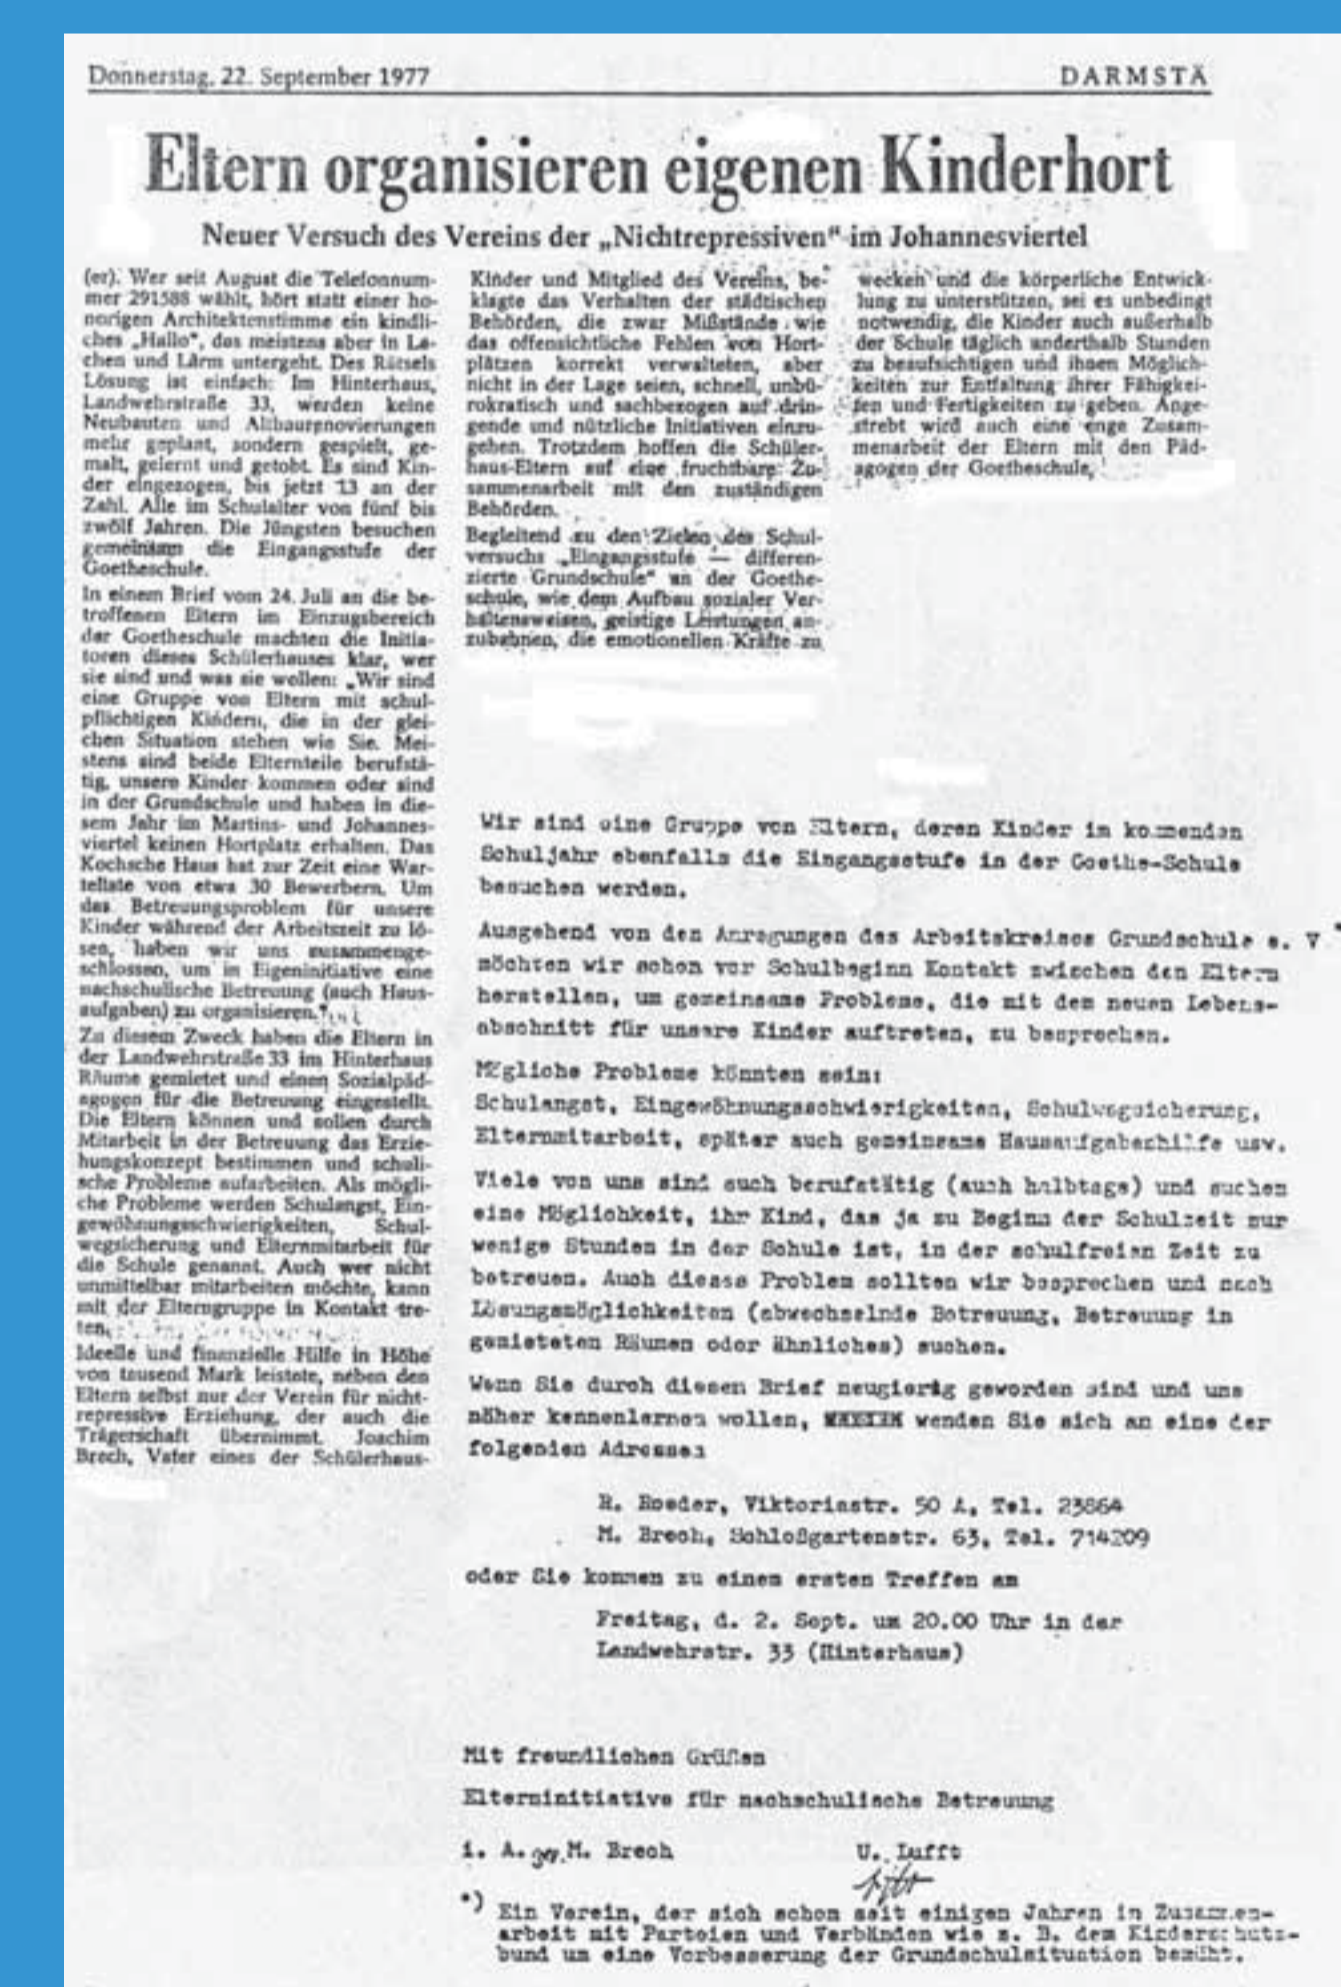 Donnerstag, 22. September 1977
DARMSTÄ
Eltern organisieren eigenen Kinderhort
Neuer Versuch des Vereins der „Nichtrepressiven“ im Johannesviertel
(er). Wer seit August die Telefonnum-
mer 291588 wählt, hört statt einer ho-
norigen Architektenstimme ein kindli-
ches „Hallo“, das meistens aber in La-
chen und Lärm untergeht. Des Rätsels
Lösung ist einfach: Im Hinterhaus,
Landwehrstraße 33, werden keine
Neubauten und Altbaurenovierungen
mehr geplant, sondern gespielt, ge-
malt, gelernt und getobt. Es sind Kin-
der eingezogen, bis jetzt 13 an der
Zahl. Alle im Schulalter von fünf bis
zwölf Jahren. Die Jüngsten besuchen
gemeinsam die Eingangsstufe der
Goetheschule.
In einem Brief vom 24. Juli an die be-
troffenen Eltern im Einzugsbereich
der Goetheschule machten die Initia-
toren dieses Schülerhauses klar, wer
sie sind und was sie wollen: „Wir sind
eine Gruppe von Eltern mit schul-
pflichtigen Kindern, die in der glei-
chen Situation stehen wie Sie. Mei-
stens sind beide Elternteile berufstä-
tig, unsere Kinder kommen oder sind
in der Grundschule und haben in die-
sem Jahr im Martins- und Johannes-
viertel keinen Hortplatz erhalten. Das
Kochsche Haus hat zur Zeit eine War-
teliste von etwa 30 Bewerbern. Um
das Betreuungsproblem für unsere
Kinder während der Arbeitszeit zu lö-
sen, haben wir uns zusammenge-
schlossen, um in Eigeninitiative eine
nachschulische Betreuung (auch Haus-
aufgaben) zu organisieren.“
Zu diesem Zweck haben die Eltern in
der Landwehrstraße 33 im Hinterhaus
Räume gemietet und einen Sozialpäd-
agogen für die Betreuung eingestellt.
Die Eltern können und sollen durch
Mitarbeit in der Betreuung das Erzie-
hungskonzept bestimmen und schuli-
sche Probleme aufarbeiten. Als mögli-
che Probleme werden Schulangst, Ein-
gewöhnungsschwierigkeiten, Schul-
wegsicherung und Elternmitarbeit für
die Schule genannt. Auch wer nicht
unmittelbar mitarbeiten möchte, kann
mit der Elterngruppe in Kontakt tre-
ten.
Ideelle und finanzielle Hilfe in Höhe
von tausend Mark leistete, neben den
Eltern selbst nur der Verein für nicht-
repressive Erziehung, der auch die
Trägerschaft übernimmt. Joachim
Brech, Vater eines der Schülerhaus-
Kinder und Mitglied des Vereins, be-
klagte das Verhalten der städtischen
Behörden, die zwar Mißstände wie
das offensichtliche Fehlen von Hort-
plätzen korrekt verwalteten, aber
nicht in der Lage seien, schnell, unbü-
rokratisch und sachbezogen auf drin-
gende und nützliche Initiativen einzu-
gehen. Trotzdem hoffen die Schüler-
haus-Eltern auf eine fruchtbare Zu-
sammenarbeit mit den zuständigen
Behörden.
Begleitend zu den Zielen des Schul-
versuchs „Eingangsstufe — differen-
zierte Grundschule“ an der Goethe-
schule, wie dem Aufbau sozialer Ver-
haltensweisen, geistige Leistungen an-
zubahnen, die emotionellen Kräfte zu
wecken und die körperliche Entwick-
lung zu unterstützen, sei es unbedingt
notwendig, die Kinder auch außerhalb
der Schule täglich anderthalb Stunden
zu beaufsichtigen und ihnen Möglich-
keiten zur Entfaltung ihrer Fähigkei-
ten und Fertigkeiten zu geben. Ange-
strebt wird auch eine enge Zusam-
menarbeit der Eltern mit den Päd-
agogen der Goetheschule.
Wir sind eine Gruppe von Eltern, deren Kinder im kommenden
Schuljahr ebenfalls die Eingangsstufe in der Goethe-Schule
besuchen werden.
Ausgehend von den Anregungen des Arbeitskreises Grundschule e. V *
möchten wir schon vor Schulbeginn Kontakt zwischen den Eltern
herstellen, um gemeinsame Probleme, die mit dem neuen Lebens-
abschnitt für unsere Kinder auftreten, zu besprechen.
Mögliche Probleme könnten sein:
Schulangst, Eingewöhnungsschwierigkeiten, Schulwegsicherung,
Elternmitarbeit, später auch gemeinsame Hausaufgabenhilfe usw.
Viele von uns sind auch berufstätig (auch halbtags) und suchen
eine Möglichkeit, ihr Kind, das ja zu Beginn der Schulzeit nur
wenige Stunden in der Schule ist, in der schulfreien Zeit zu
betreuen. Auch dieses Problem sollten wir besprechen und nach
Lösungsmöglichkeiten (abwechselnde Betreuung, Betreuung in
gemieteten Räumen oder ähnliches) suchen.
Wenn Sie durch diesen Brief neugierig geworden sind und uns
näher kennenlernen wollen, wenden Sie sich an eine der
folgenden Adressen
R. Roeder, Viktoriastr. 50 A, Tel. 23864
M. Brech, Schloßgartenstr. 63, Tel. 714209
oder Sie kommen zu einem ersten Treffen am
Freitag, d. 2. Sept. um 20.00 Uhr in der
Landwehrstr. 33 (Hinterhaus)
Mit freundlichen Grüßen
Elterninitiative für nachschulische Betreuung
i. A. gez. M. Brech U. Lufft
*) Ein Verein, der sich schon seit einigen Jahren in Zusammen-
arbeit mit Parteien und Verbänden wie z. B. dem Kinderschutz-
bund um eine Verbesserung der Grundschulsituation bemüht.